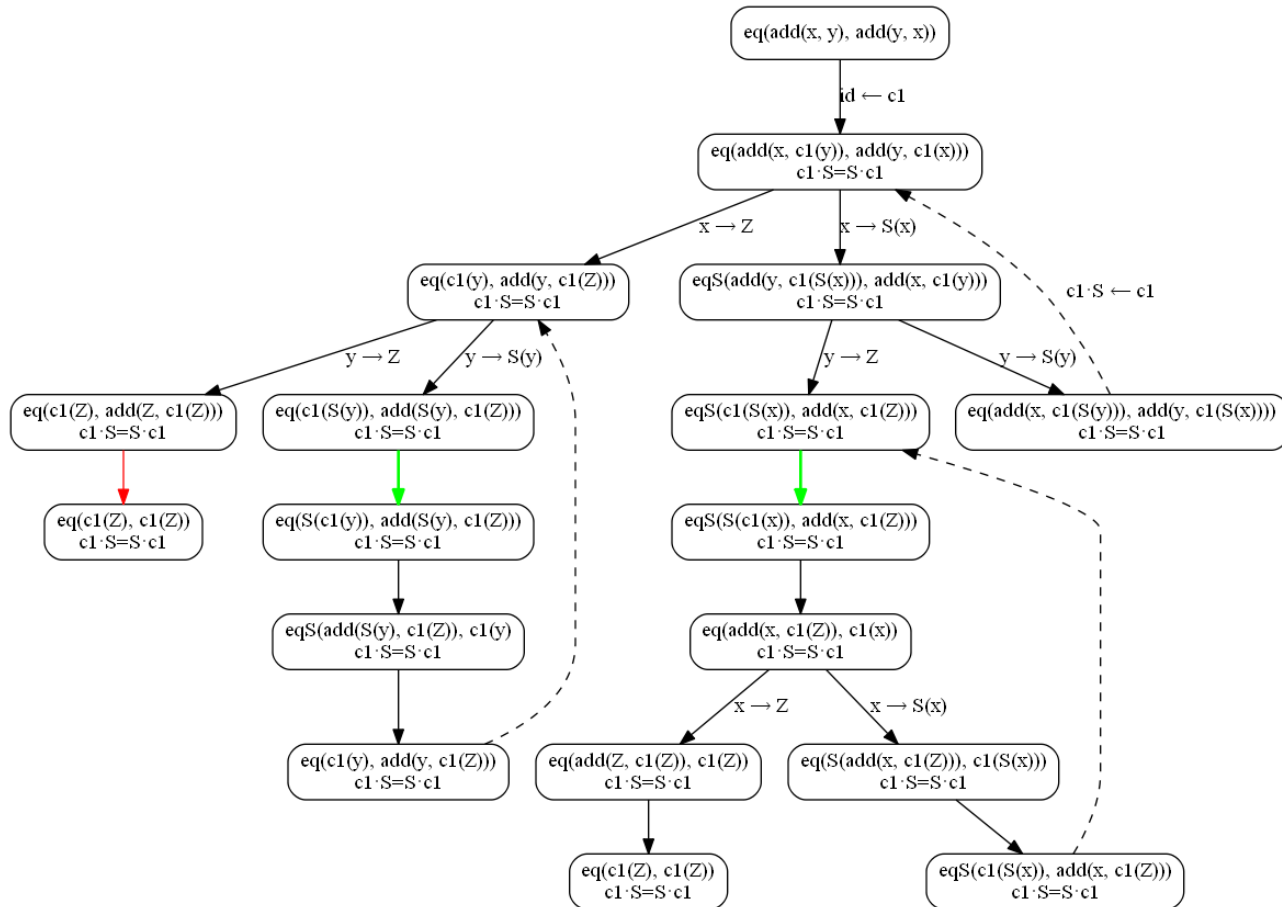 eq(add(x, y), add(y, x))
id ← c1
eq(add(x, c1(y)), add(y, c1(x)))
c1·S=S·c1
x → Z
x → S(x)
eq(c1(y), add(y, c1(Z)))
c1·S=S·c1
eqS(add(y, c1(S(x))), add(x, c1(y)))
c1·S=S·c1
c1·S ← c1
y → Z
y → S(y)
y → Z
y → S(y)
eq(c1(Z), add(Z, c1(Z)))
c1·S=S·c1
eq(c1(S(y)), add(S(y), c1(Z)))
c1·S=S·c1
eqS(c1(S(x)), add(x, c1(Z)))
c1·S=S·c1
eq(add(x, c1(S(y))), add(y, c1(S(x))))
c1·S=S·c1
eq(c1(Z), c1(Z))
c1·S=S·c1
eq(S(c1(y)), add(S(y), c1(Z)))
c1·S=S·c1
eqS(S(c1(x)), add(x, c1(Z)))
c1·S=S·c1
eqS(add(S(y), c1(Z)), c1(y)
c1·S=S·c1
eq(add(x, c1(Z)), c1(x))
c1·S=S·c1
x → Z
x → S(x)
eq(c1(y), add(y, c1(Z)))
c1·S=S·c1
eq(add(Z, c1(Z)), c1(Z))
c1·S=S·c1
eq(S(add(x, c1(Z))), c1(S(x)))
c1·S=S·c1
eq(c1(Z), c1(Z))
c1·S=S·c1
eqS(c1(S(x)), add(x, c1(Z)))
c1·S=S·c1